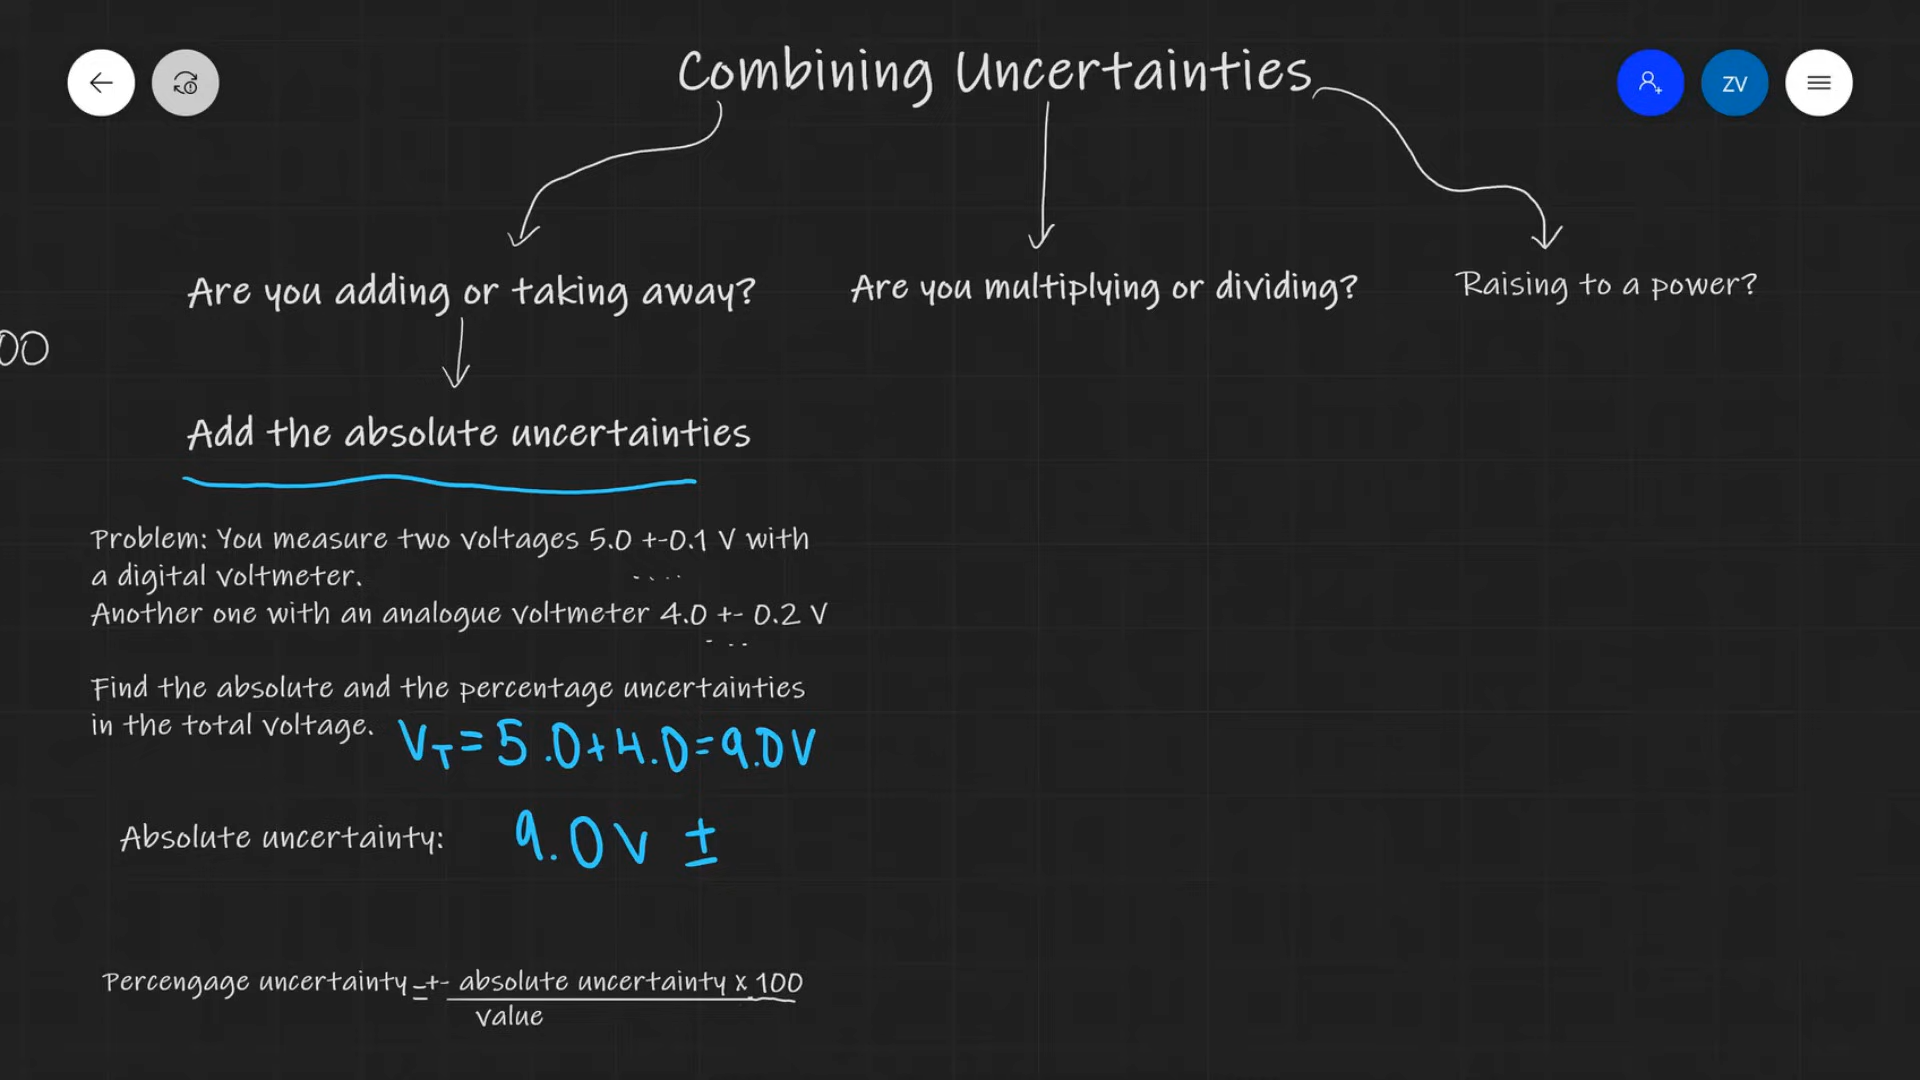 Combining Uncertainties
ZV
Are you adding or taking away?
Are you multiplying or dividing?
Raising to a power?
00
Add the absolute uncertainties
Problem: You measure two voltages 5.0 +-0.1 V with
a digital voltmeter.
Another one with an analogue voltmeter 4.0 +- 0.2 V
Find the absolute and the percentage uncertainties
in the total voltage.
V_T = 5.0+4.0=9.0V
Absolute uncertainty:
9.0V ±
Percengage uncertainty =+- absolute uncertainty x 100
value